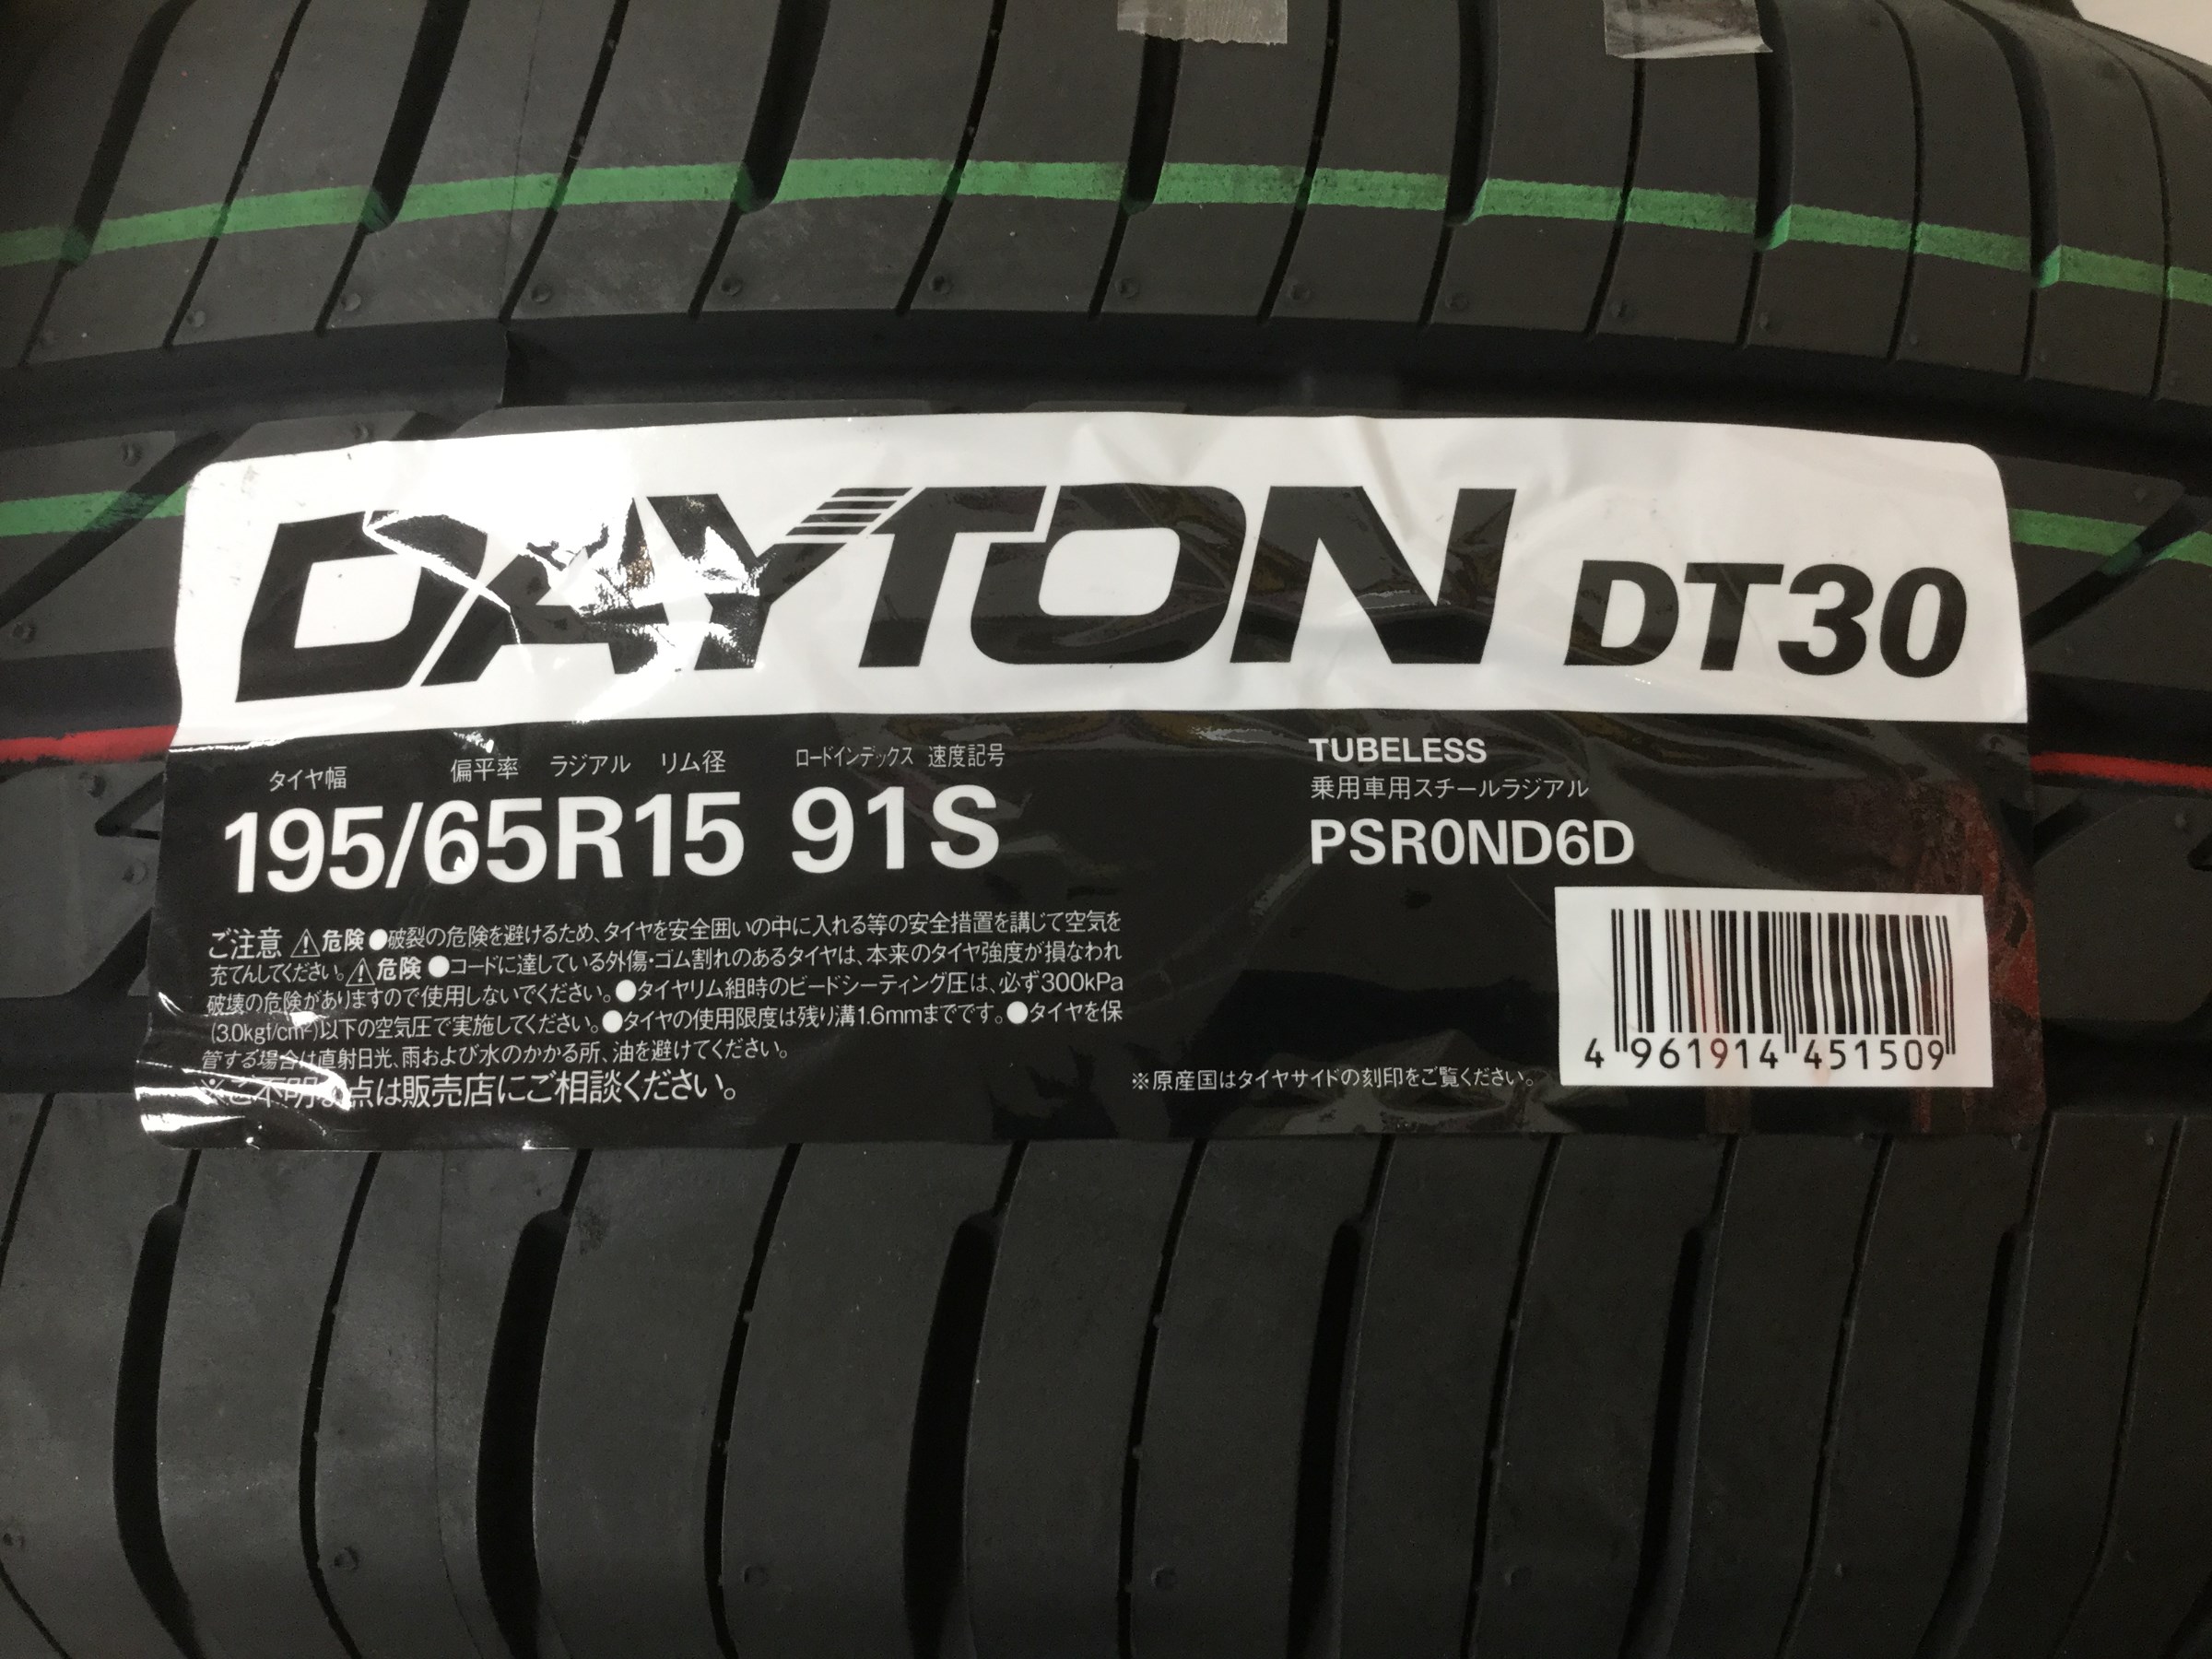 DAYTON DT30
タイヤ幅 偏平率 ラジアル リム径 ロードインデックス 速度記号
195/65R15 91S
TUBELESS
乗用車用スチールラジアル
PSR0ND6D
ご注意 ⚠危険 ●破裂の危険を避けるため、タイヤを安全囲いの中に入れる等の安全措置を講じて空気を
充てんしてください。⚠危険 ●コードに達している外傷・ゴム割れのあるタイヤは、本来のタイヤ強度が損なわれ
破壊の危険がありますので使用しないでください。●タイヤリム組時のビードシーティング圧は、必ず300kPa
(3.0kgf/cm²)以下の空気圧で実施してください。●タイヤの使用限度は残り溝1.6mmまでです。●タイヤを保
管する場合は直射日光、雨および水のかかる所、油を避けてください。
※ご不明な点は販売店にご相談ください。
※原産国はタイヤサイドの刻印をご覧ください。
4 961914 451509